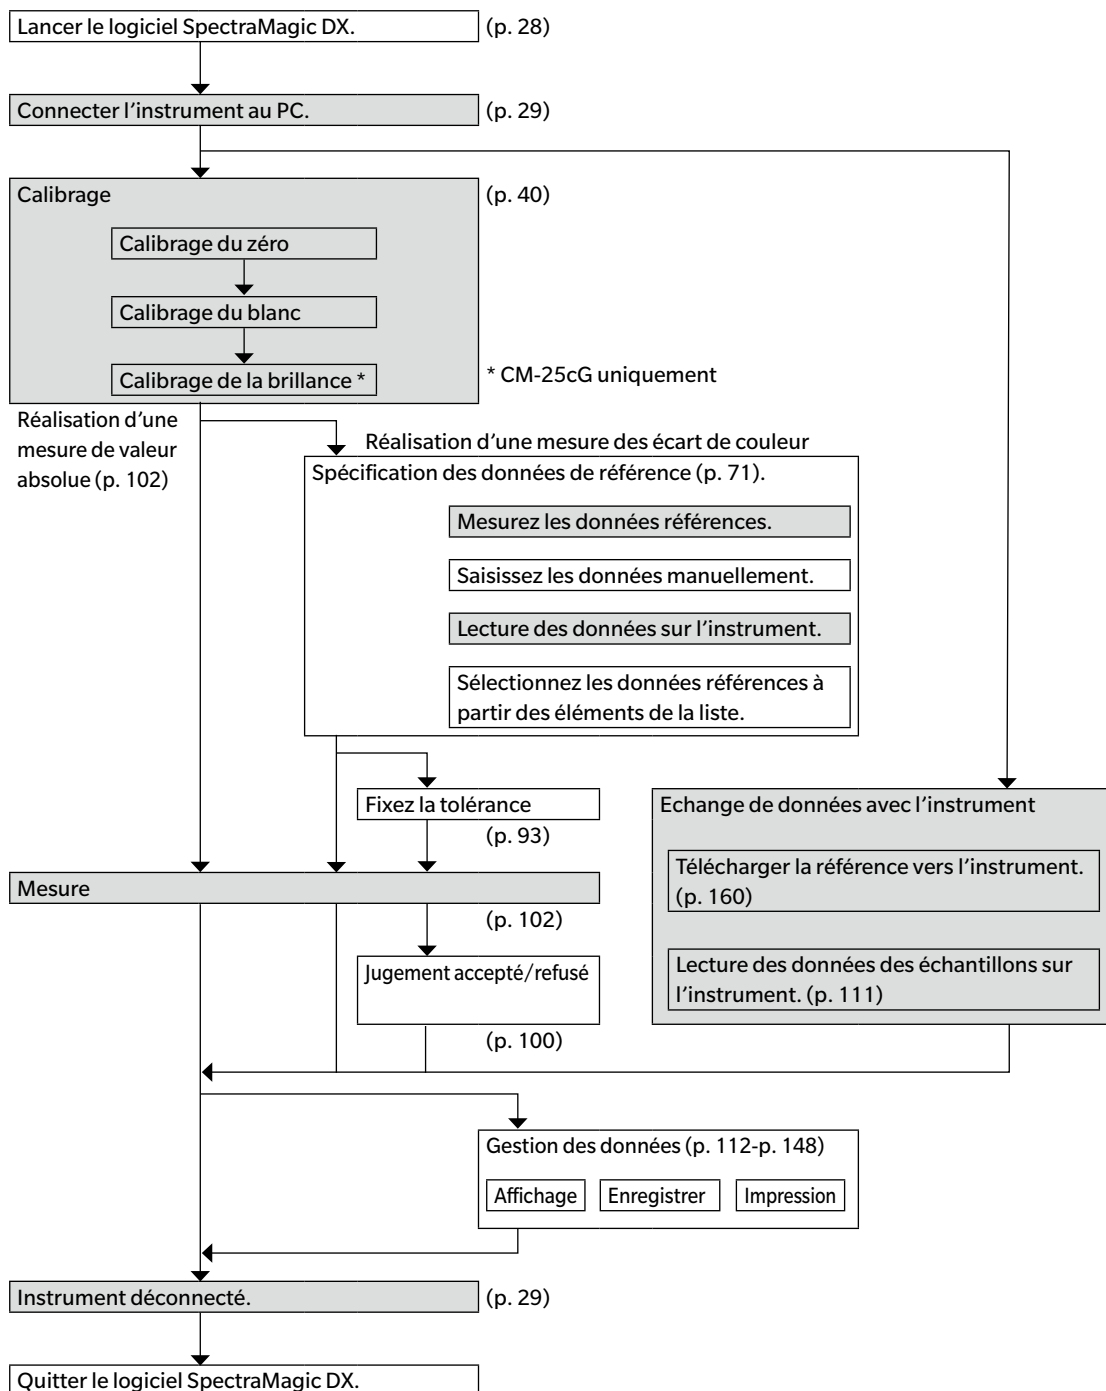 Lancer le logiciel SpectraMagic DX.
(p. 28)
Connecter l'instrument au PC.
(p. 29)
Calibrage
(p. 40)
Calibrage du zéro
Calibrage du blanc
Calibrage de la brillance *
* CM-25cG uniquement
Réalisation d'une
mesure de valeur
absolue (p. 102)
Réalisation d'une mesure des écart de couleur
Spécification des données de référence (p. 71).
Mesurez les données références.
Saisissez les données manuellement.
Lecture des données sur l'instrument.
Sélectionnez les données références à
partir des éléments de la liste.
Fixez la tolérance
(p. 93)
Echange de données avec l'instrument
Télécharger la référence vers l'instrument.
(p. 160)
Lecture des données des échantillons sur
l'instrument. (p. 111)
Mesure
(p. 102)
Jugement accepté/refusé
(p. 100)
Gestion des données (p. 112-p. 148)
Affichage
Enregistrer
Impression
Instrument déconnecté.
(p. 29)
Quitter le logiciel SpectraMagic DX.